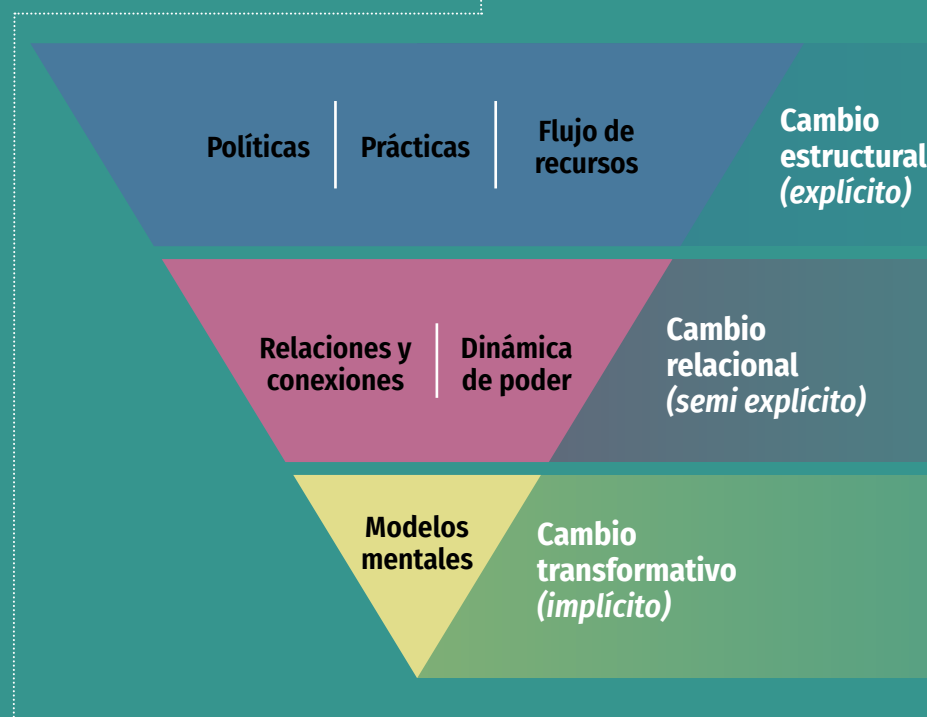 Políticas
Prácticas
Flujo de
recursos
Cambio
estructural
(explícito)
Relaciones y
conexiones
Dinámica
de poder
Cambio
relacional
(semi explícito)
Modelos
mentales
Cambio
transformativo
(implícito)